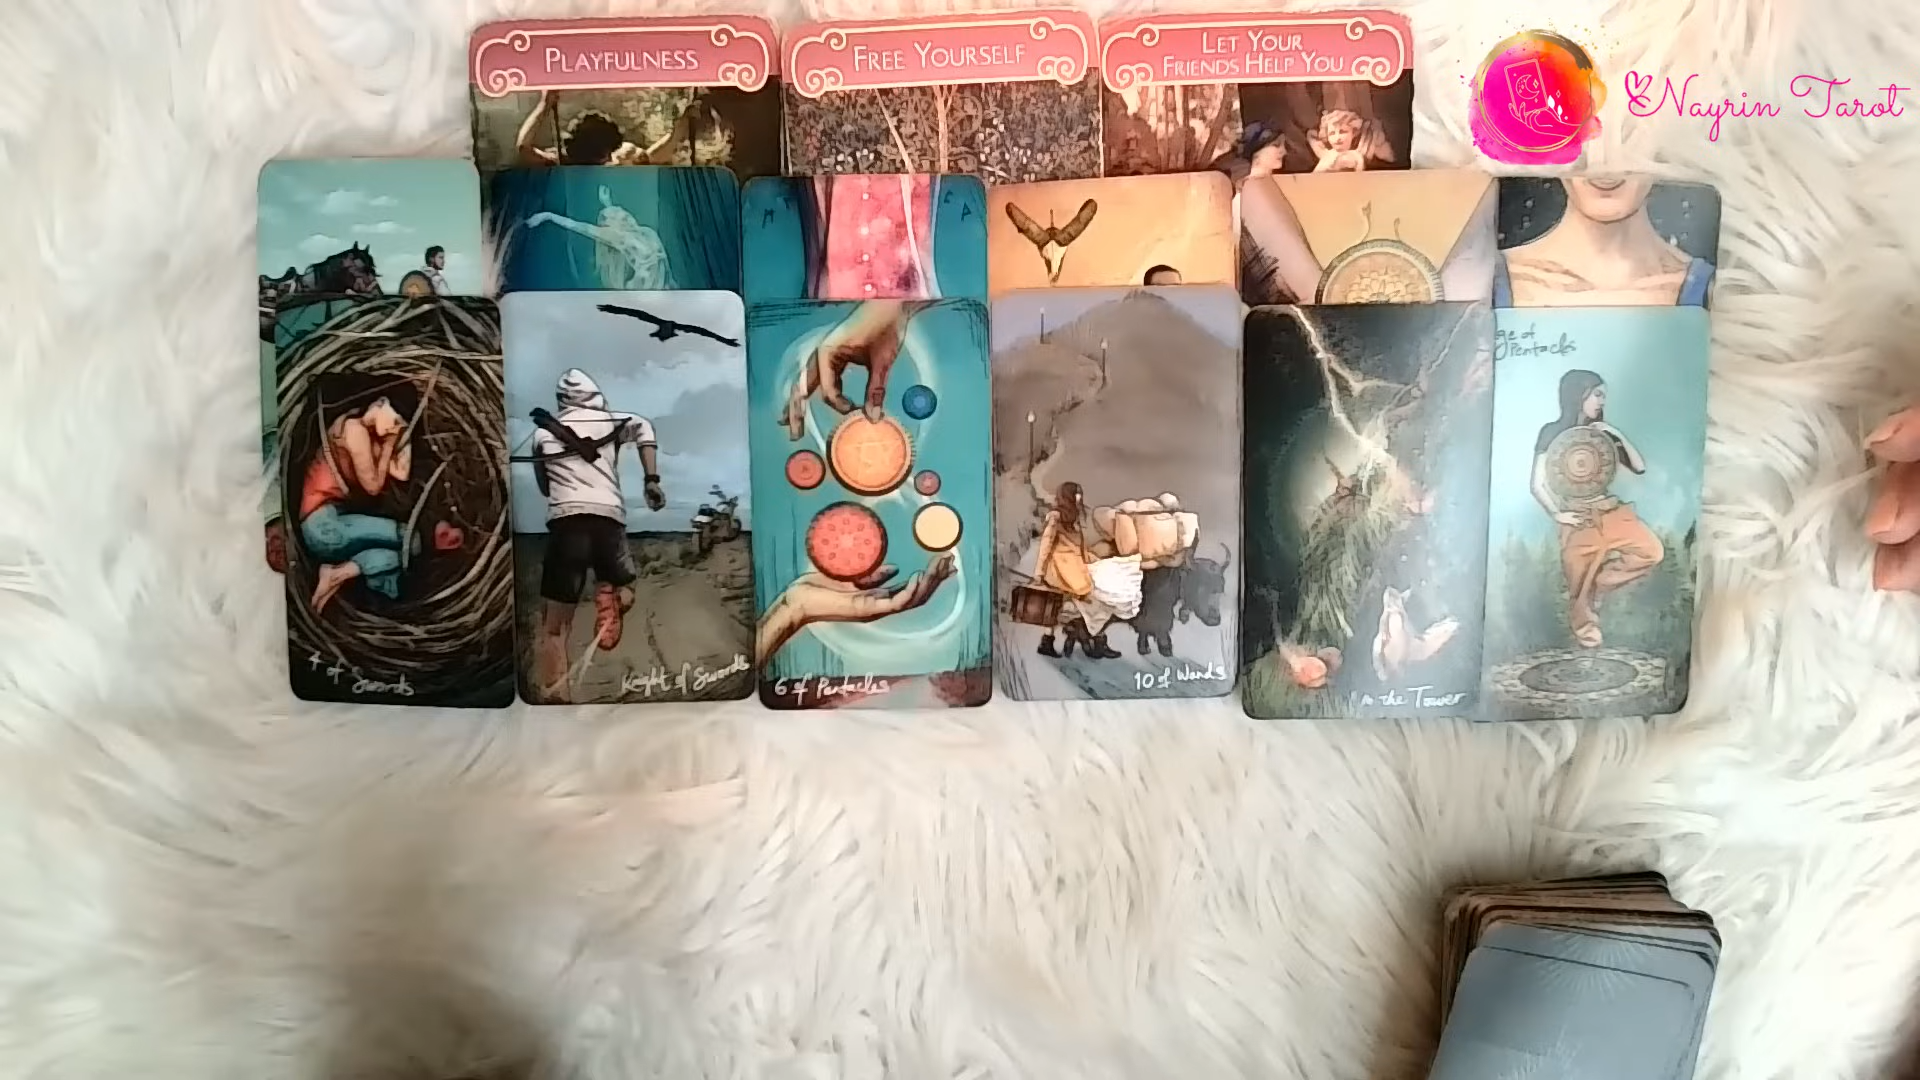 PLAYFULNESS
FREE YOURSELF
LET YOUR
FRIENDS HELP YOU
Nayrin Tarot
Pentacles
4 of Swords
Knight of Swords
6 of Pentacles
10 of Wands
the Tower